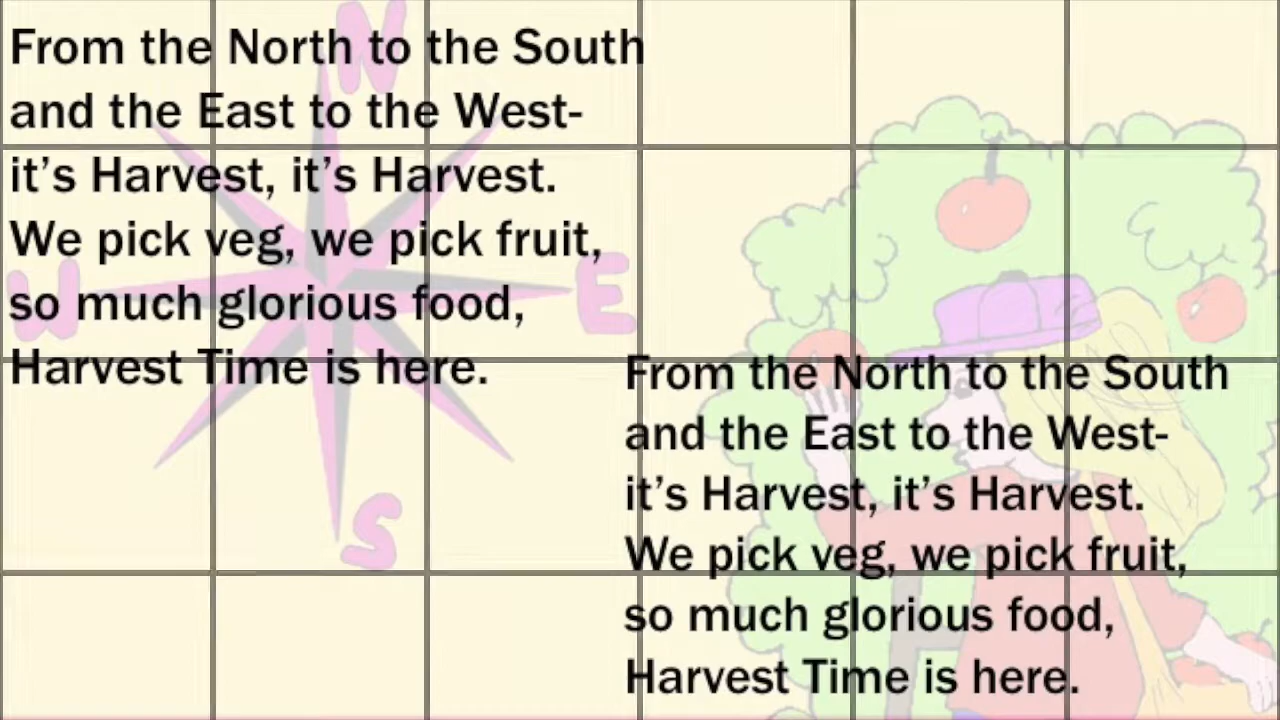 N
From the North to the South
and the East to the West-
it's Harvest, it's Harvest.
We pick veg, we pick fruit,
W
E
so much glorious food,
Harvest Time is here.
S
From the North to the South
and the East to the West-
it's Harvest, it's Harvest.
We pick veg, we pick fruit,
so much glorious food,
Harvest Time is here.